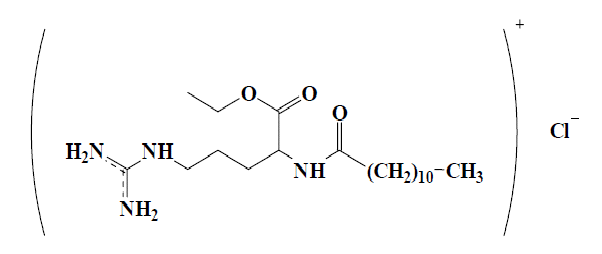 +
O O
O
Cl⁻
H₂N NH
NH (CH₂)₁₀-CH₃
NH₂